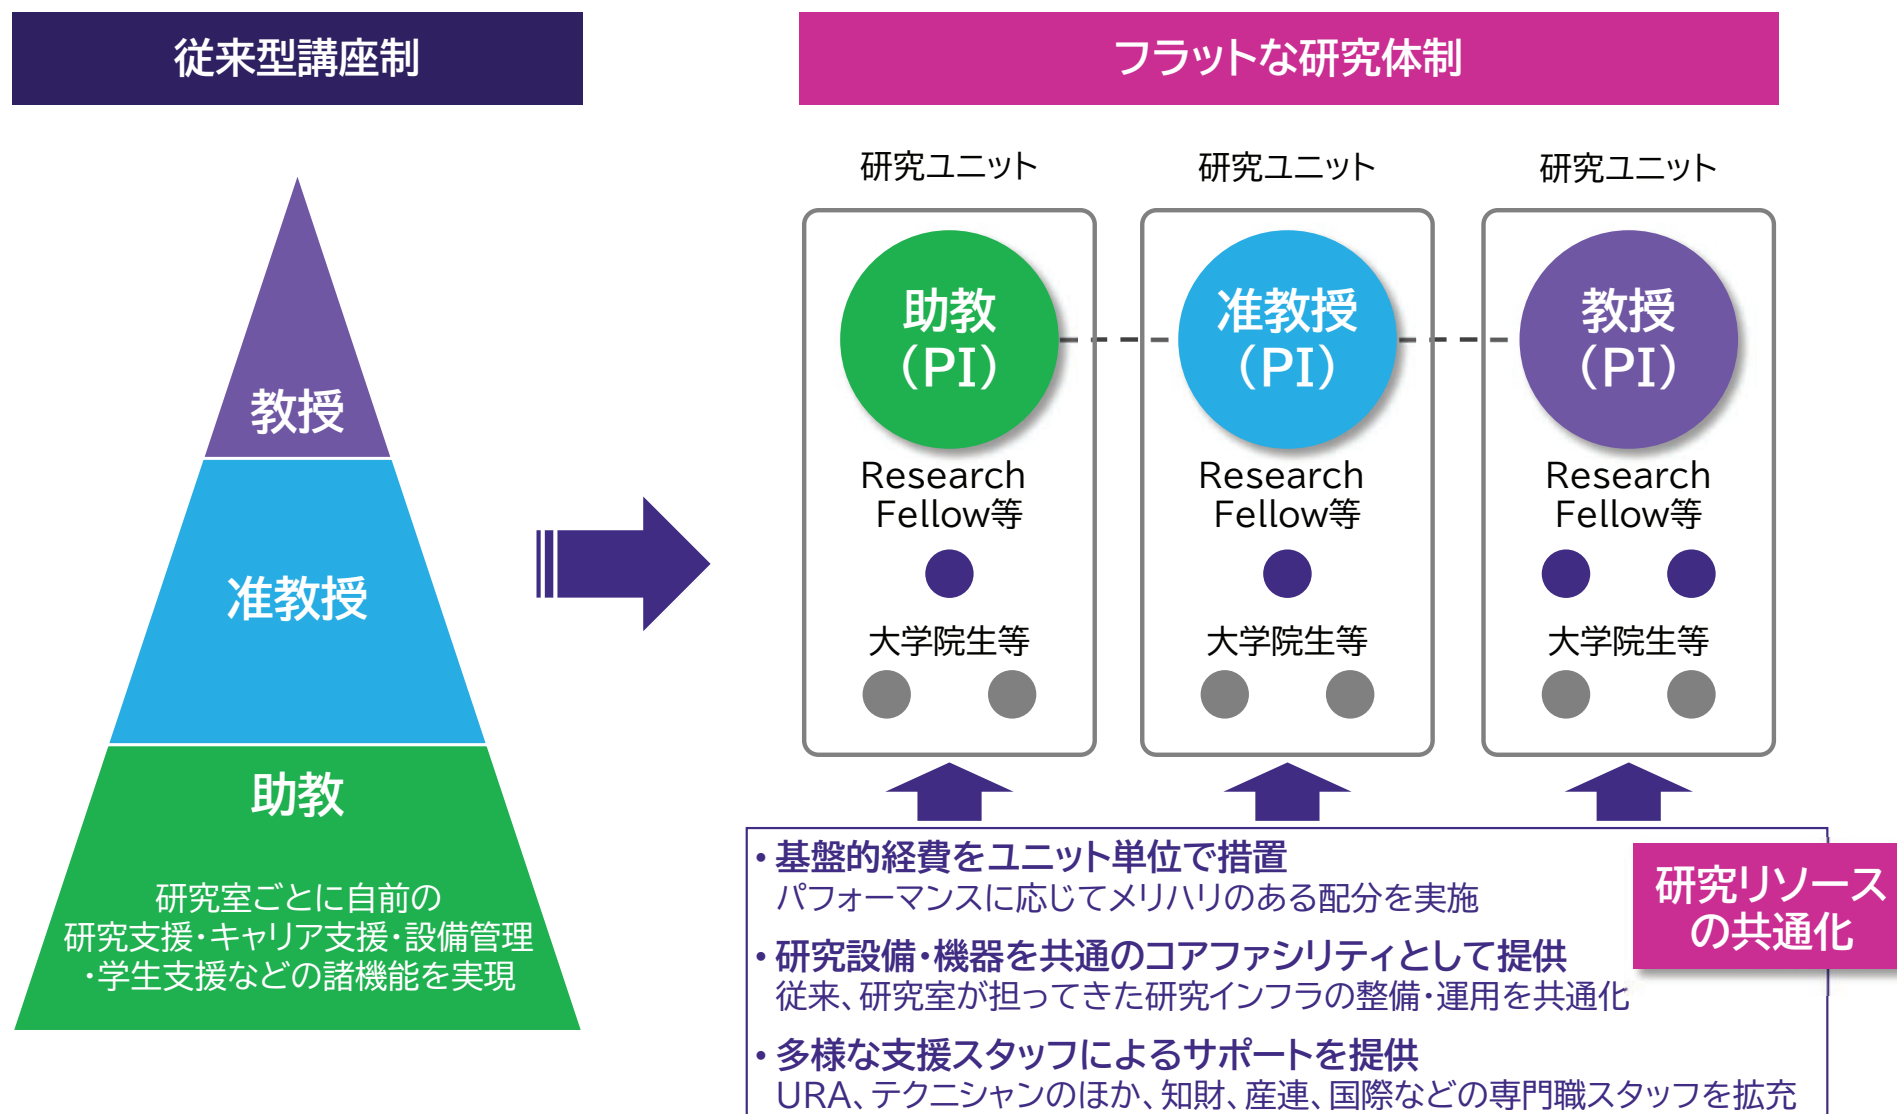 従来型講座制
教授
准教授
助教
研究室ごとに自前の
研究支援・キャリア支援・設備管理
・学生支援などの諸機能を実現
フラットな研究体制
研究ユニット
助教
(PI)
Research
Fellow等
大学院生等
研究ユニット
准教授
(PI)
Research
Fellow等
大学院生等
研究ユニット
教授
(PI)
Research
Fellow等
大学院生等
・基盤的経費をユニット単位で措置
パフォーマンスに応じてメリハリのある配分を実施
・研究設備・機器を共通のコアファシリティとして提供
従来、研究室が担ってきた研究インフラの整備・運用を共通化
・多様な支援スタッフによるサポートを提供
URA、テクニシャンのほか、知財、産連、国際などの専門職スタッフを拡充
研究リソース
の共通化